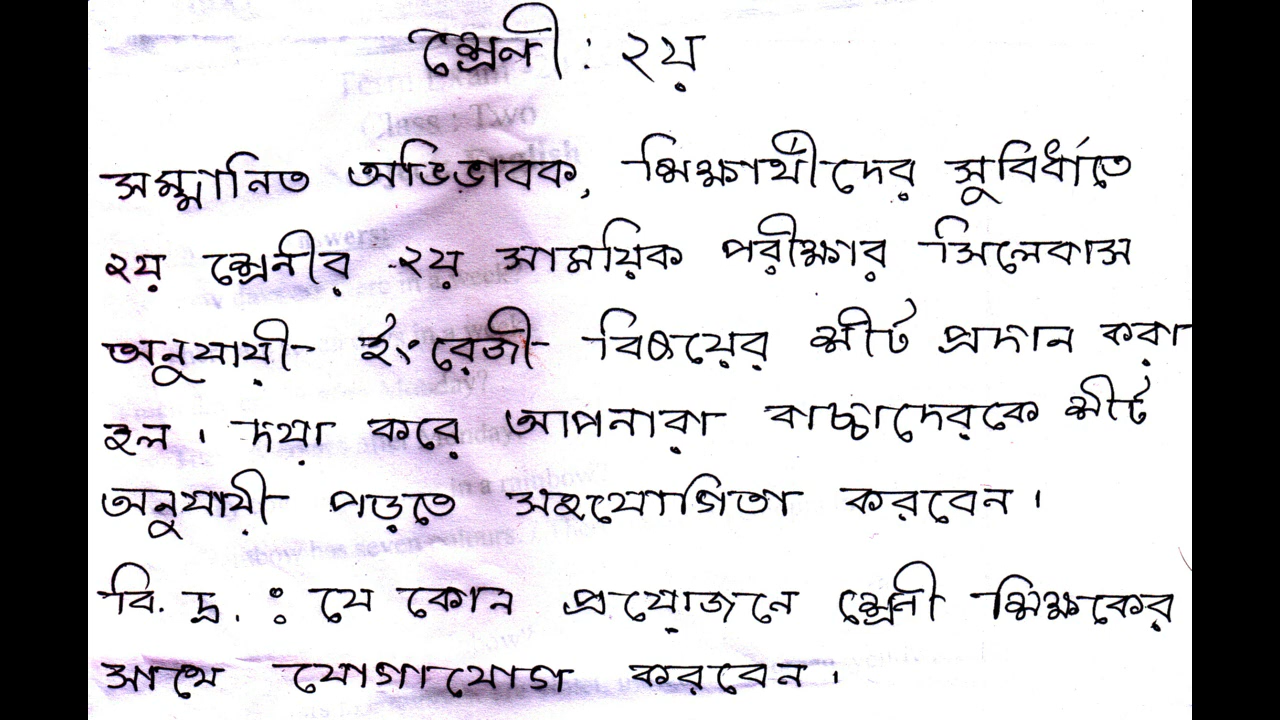 শ্রেনী : ২য়
সম্মানিত অভিভাবক, শিক্ষার্থীদের সুবির্ধাতে
২য় শ্রেনীর ২য় সাময়িক পরীক্ষার সিলেবাস
অনুযায়ী ইংরেজী বিষয়ের শীট প্রদান করা
হল। দয়া করে আপনারা বাচ্চাদেরকে শীট
অনুযায়ী পড়তে সহযোগিতা করবেন।
বি. দ্র. : যে কোন প্রয়োজনে শ্রেনী শিক্ষকের
সাথে যোগাযোগ করবেন।